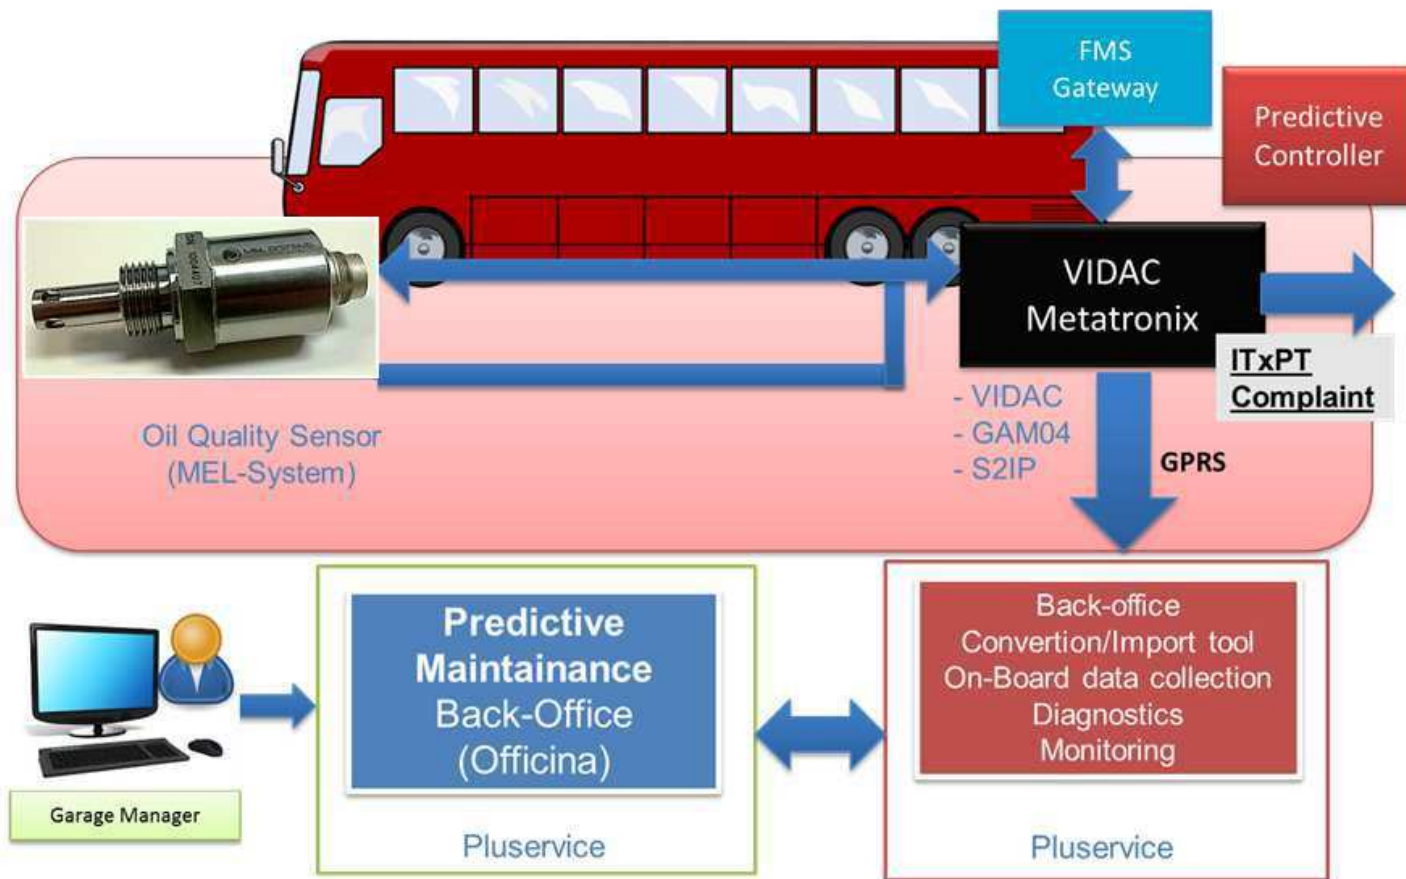 FMS
Gateway
Predictive
Controller
VIDAC
Metatronix
ITxPT
Complaint
- VIDAC
- GAM04
- S2IP
GPRS
Oil Quality Sensor
(MEL-System)
Predictive
Maintainance
Back-Office
(Officina)
Pluservice
Back-office
Convertion/Import tool
On-Board data collection
Diagnostics
Monitoring
Pluservice
Garage Manager